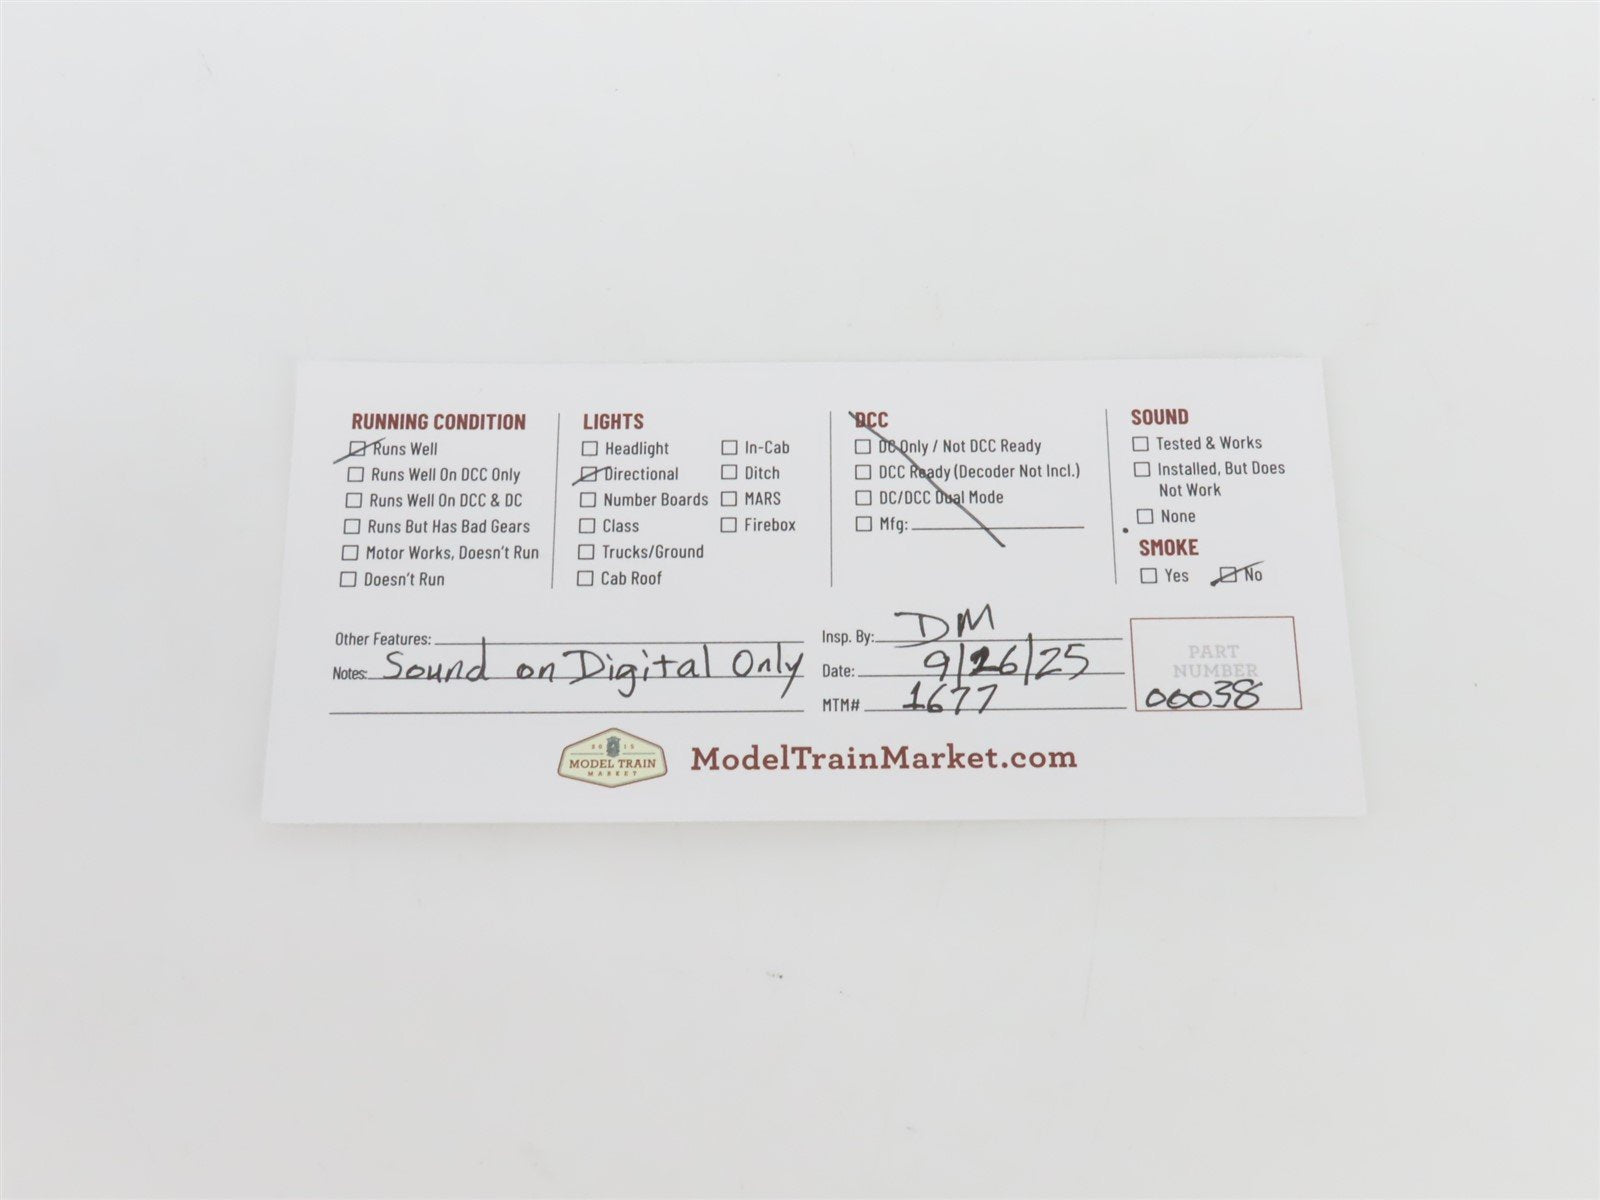 RUNNING CONDITION
Runs Well
Runs Well On DCC Only
Runs Well On DCC & DC
Runs But Has Bad Gears
Motor Works, Doesn't Run
Doesn't Run
LIGHTS
Headlight
Directional
Number Boards
Class
Trucks/Ground
Cab Roof
In-Cab
Ditch
MARS
Firebox
DCC
DC Only / Not DCC Ready
DCC Ready (Decoder Not Incl.)
DC/DCC Dual Mode
Mfg:
SOUND
Tested & Works
Installed, But Does
Not Work
None
SMOKE
Yes No
Other Features:
Notes: Sound on Digital Only
Insp. By: DM
Date: 9/26/25
MTM# 1677
PART
NUMBER
00038
2015
MODEL TRAIN
MARKET
ModelTrainMarket.com